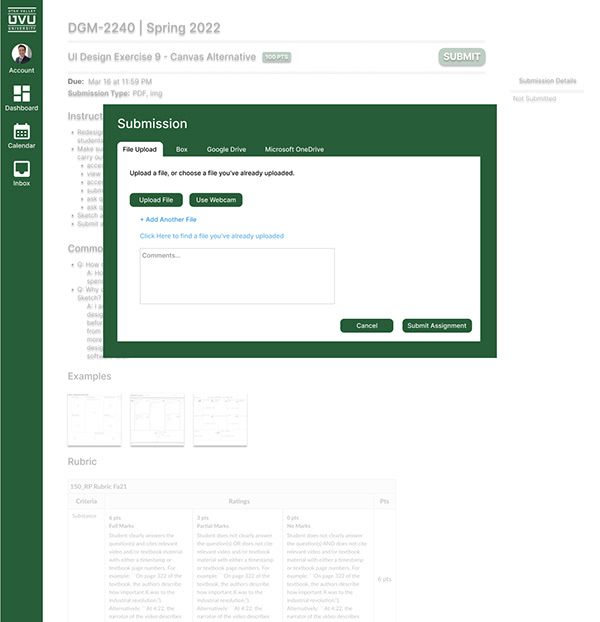 UTAH VALLEY
UVU
UNIVERSITY
Account
Dashboard
Calendar
Inbox
DGM-2240 | Spring 2022
UI Design Exercise 9 - Canvas Alternative 100 PTS SUBMIT
Due: Mar 16 at 11:59 PM
Submission Type: PDF, img
Submission Details
Not Submitted
Submission
File Upload Box Google Drive Microsoft OneDrive
Upload a file, or choose a file you've already uploaded.
Upload File Use Webcam
+ Add Another File
Click Here to find a file you've already uploaded
Comments...
Cancel Submit Assignment
Examples
Rubric
150_RP Rubric Fa21
Criteria Ratings Pts
Submission
6 pts
Full Marks
Student clearly answers the
question(s) and cites relevant
video and/or textbook material
with either a timestamp or
textbook page numbers. For
example: ``On page 322 of the
textbook, the authors describe
how important it was to the
industrial revolution.'').
Alternatively: ``At 4:22, the
narrator of the video describes
3 pts
Partial Marks
Student does not clearly answer
the question(s) OR does not cite
relevant video and/or textbook
material with either a timestamp
or textbook page numbers. For
example: ``On page 322 of the
textbook, the authors describe
how important it was to the
industrial revolution.'').
Alternatively: ``At 4:22, the
narrator of the video describes
0 pts
No Marks
Student does not clearly answer
the question(s) AND does not cite
relevant video and/or textbook
material with either a timestamp
or textbook page numbers. For
example: ``On page 322 of the
textbook, the authors describe
how important it was to the
industrial revolution.'').
Alternatively: ``At 4:22, the
narrator of the video describes
6 pts